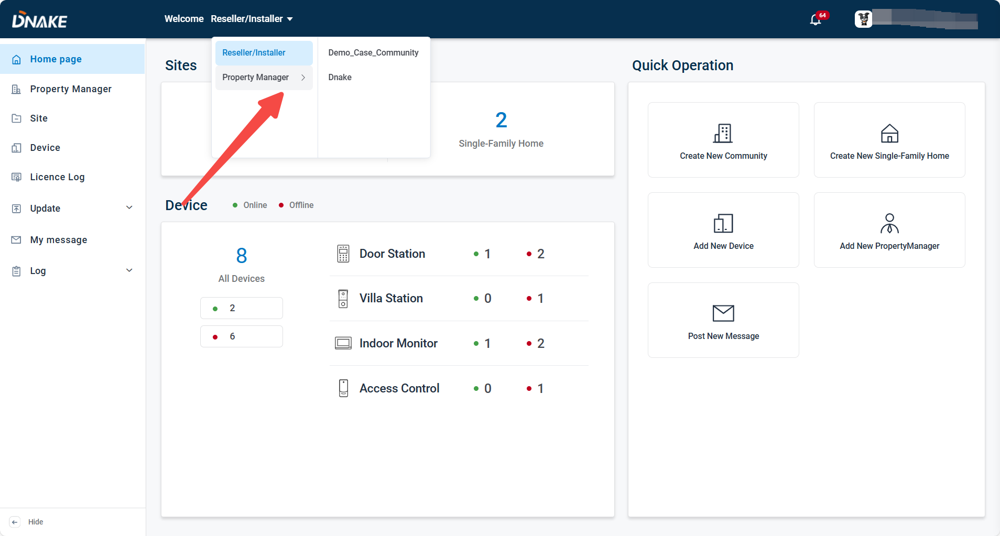 DNAKE
Welcome Reseller/Installer
64
Home page
Property Manager
Site
Device
Licence Log
Update
My message
Log
Hide
Reseller/Installer
Property Manager
Demo_Case_Community
Dnake
Sites
2
Single-Family Home
Device
Online
Offline
8
All Devices
2
6
Door Station 1 2
Villa Station 0 1
Indoor Monitor 1 2
Access Control 0 1
Quick Operation
Create New Community
Create New Single-Family Home
Add New Device
Add New PropertyManager
Post New Message